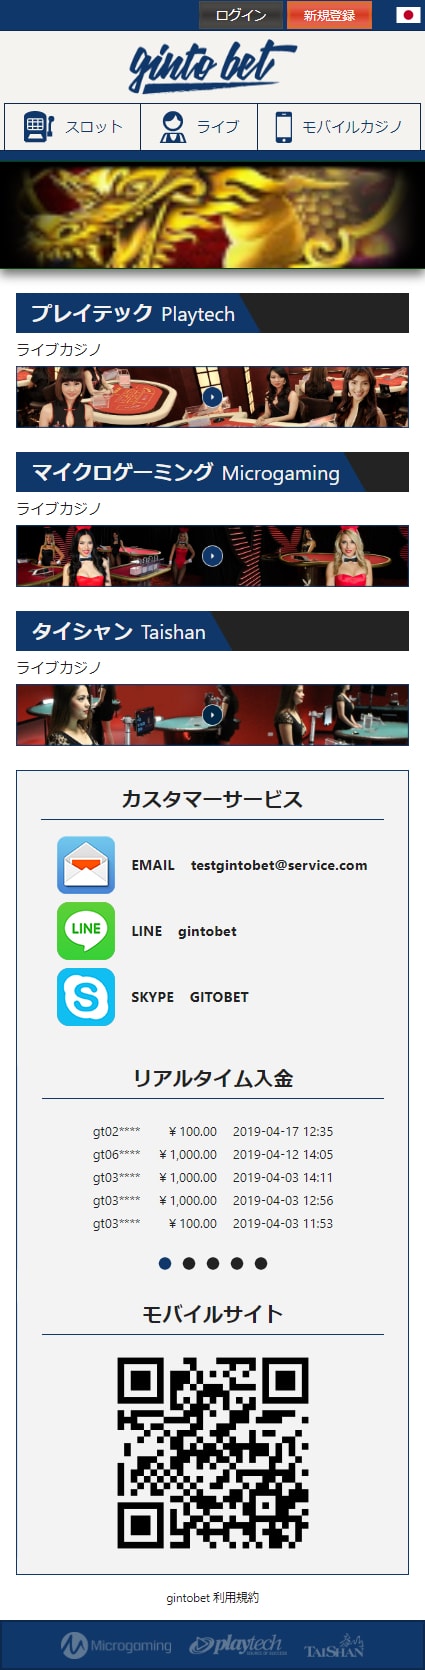 ログイン 新規登録
ginto bet
スロット ライブ モバイルカジノ
プレイテック Playtech
ライブカジノ
マイクロゲーミング Microgaming
ライブカジノ
タイシャン Taishan
ライブカジノ
カスタマーサービス
EMAIL testgintobet@service.com
LINE
LINE gintobet
SKYPE GITOBET
リアルタイム入金
gt02**** ¥ 100.00 2019-04-17 12:35
gt06**** ¥ 1,000.00 2019-04-12 14:05
gt03**** ¥ 1,000.00 2019-04-03 14:11
gt03**** ¥ 1,000.00 2019-04-03 12:56
gt03**** ¥ 100.00 2019-04-03 11:53
モバイルサイト
gintobet 利用規約
Microgaming playtech TAISHAN